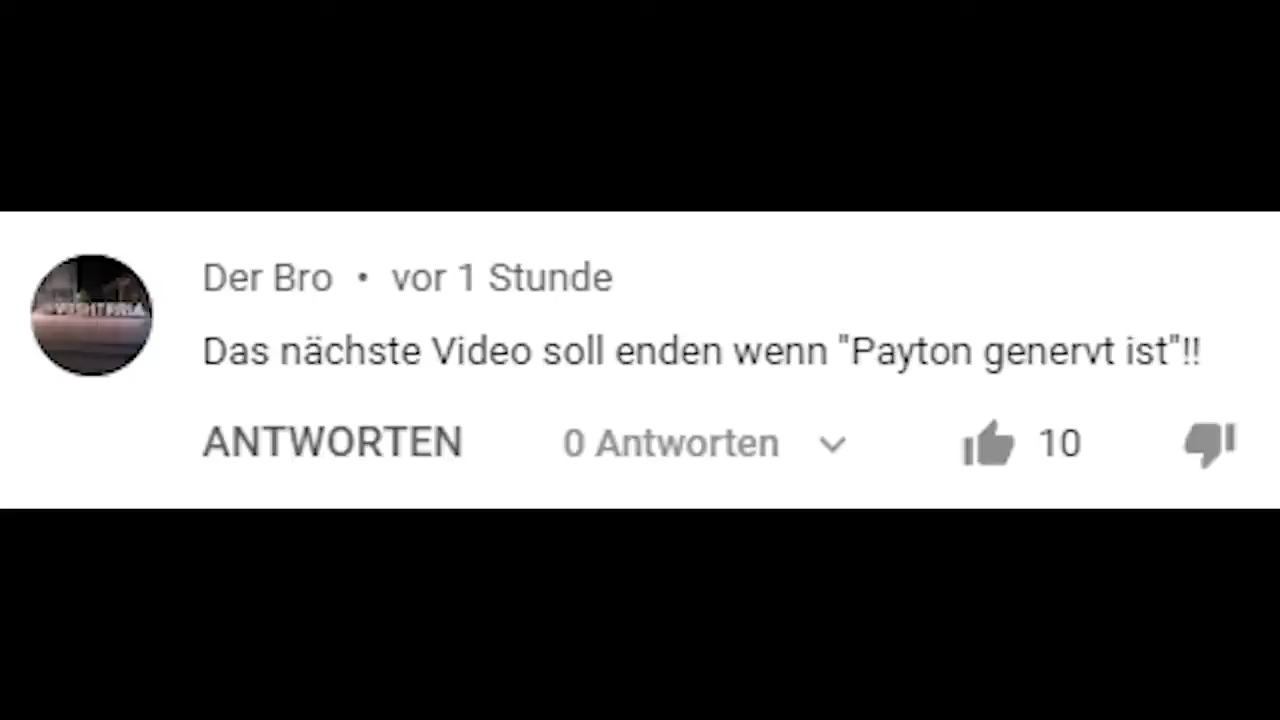 Der Bro • vor 1 Stunde
Das nächste Video soll enden wenn "Payton genervt ist"!!
ANTWORTEN 0 Antworten 10